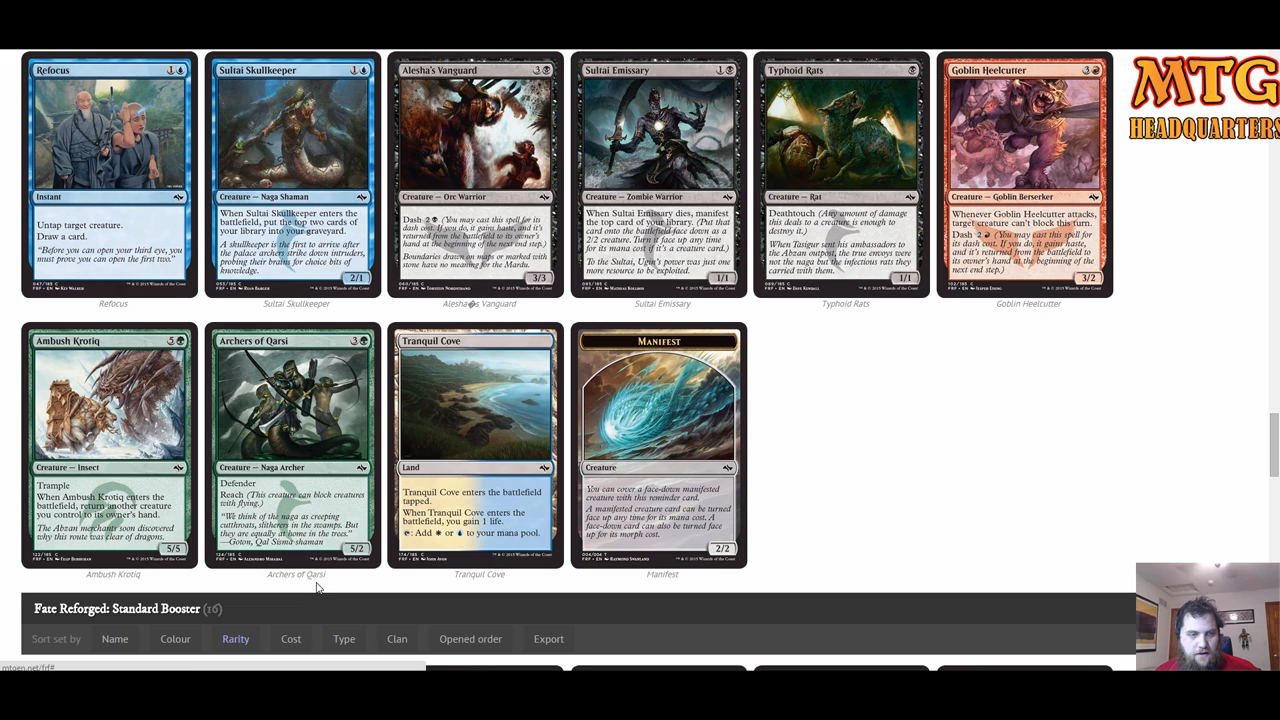 Refocus 1
Instant
Untap target creature.
Draw a card.
"Before you can open your third eye, you
must prove you can open the first two."
Refocus
Sultai Skullkeeper 1
Creature — Naga Shaman
When Sultai Skullkeeper enters the
battlefield, put the top two cards of
your library into your graveyard.
A skullkeeper is the first to arrive after
the palace archers strike down intruders,
probing their brains for choice bits of
knowledge.
2/1
Sultai Skullkeeper
Alesha's Vanguard 3
Creature — Orc Warrior
Dash 2 (You may cast this spell for its
dash cost. If you do, it gains haste, and
it's returned from the battlefield to its owner's
hand at the beginning of the next end step.)
Boundaries drawn on maps or marked with
stone have no meaning for the Mardu.
3/3
Alesha�s Vanguard
Sultai Emissary 1
Creature — Zombie Warrior
When Sultai Emissary dies, manifest
the top card of your library. (Put that
card onto the battlefield face down as a
2/2 creature. Turn it face up any time
for its mana cost if it's a creature card.)
To the Sultai, Ugin's power was just one
more resource to be exploited.
1/1
Sultai Emissary
Typhoid Rats
Creature — Rat
Deathtouch (Any amount of damage
this deals to a creature is enough to
destroy it.)
When Tasigur sent his ambassadors to
the Abzan outpost, the true envoys were
not the naga but the infectious rats they
carried with them.
1/1
Typhoid Rats
Goblin Heelcutter 3
Creature — Goblin Berserker
Whenever Goblin Heelcutter attacks,
target creature can't block this turn.
Dash 2 (You may cast this spell for
its dash cost. If you do, it gains haste,
and it's returned from the battlefield to
its owner's hand at the beginning of the
next end step.)
3/2
Goblin Heelcutter
MTG
HEADQUARTERS
Ambush Krotiq 5
Creature — Insect
Trample
When Ambush Krotiq enters the
battlefield, return another creature
you control to its owner's hand.
The Abzan merchants soon discovered
why this route was clear of dragons.
5/5
Ambush Krotiq
Archers of Qarsi 3
Creature — Naga Archer
Defender
Reach (This creature can block creatures
with flying.)
"We think of the naga as creeping
cutthroats, slitherers in the swamps. But
they are equally at home in the trees."
—Goton, Qal Sisma shaman
5/2
Archers of Qarsi
Tranquil Cove
Land
Tranquil Cove enters the battlefield
tapped.
When Tranquil Cove enters the
battlefield, you gain 1 life.
: Add or to your mana pool.
Tranquil Cove
Manifest
Creature
You can cover a face-down manifested
creature with this reminder card.
A manifested creature card can be turned
face up any time for its mana cost. A
face-down card can also be turned face
up for its morph cost.
2/2
Manifest
Fate Reforged: Standard Booster (16)
Sort set by Name Colour Rarity Cost Type Clan Opened order Export
mtgen.net/frf#